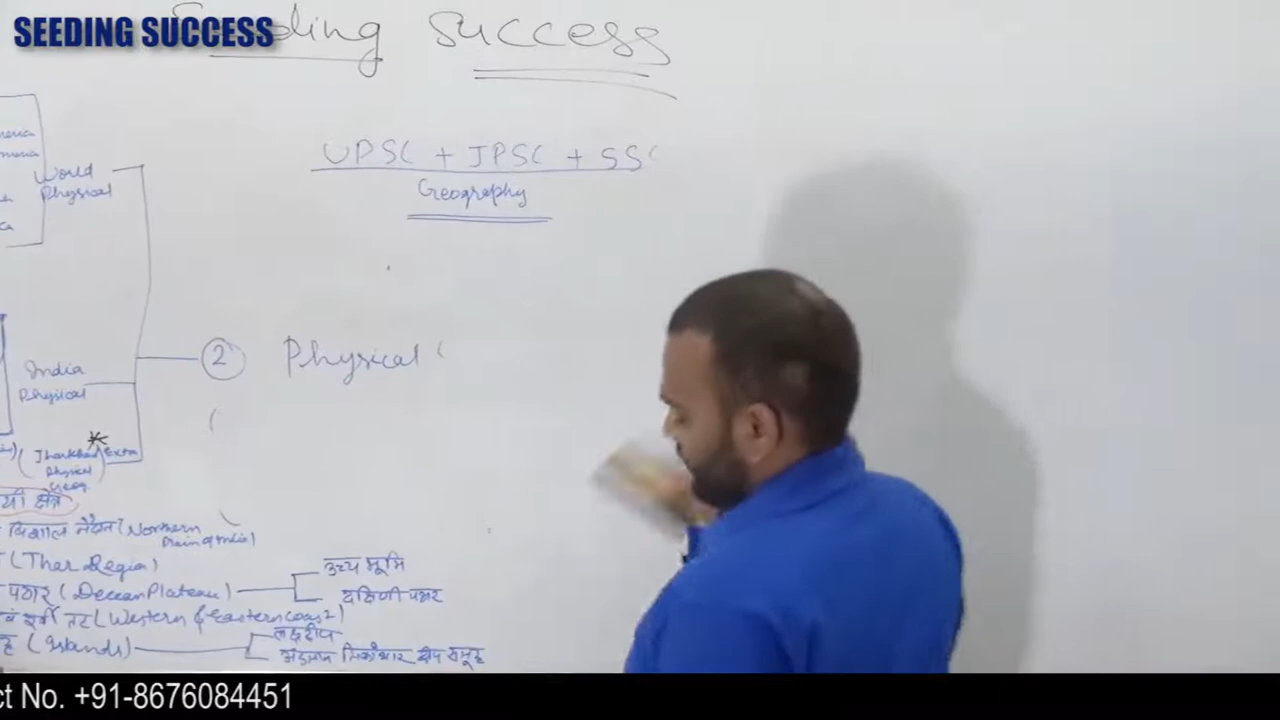 SEEDING SUCCESS
Success
UPSC + JPSC + SSC
Geography
World
Physical
② Physical (
India
Physical
Jharkhand Extra
Physical
Geog
(Northern
Plain of India)
(Thar Region)
उच्च भूमि
पठार (Deccan Plateau)
दक्षिणी पठार
तट (Western & Eastern Coast)
लक्षद्वीप
(Islands)
अंडमान निकोबार द्वीप समूह
ct No. +91-8676084451